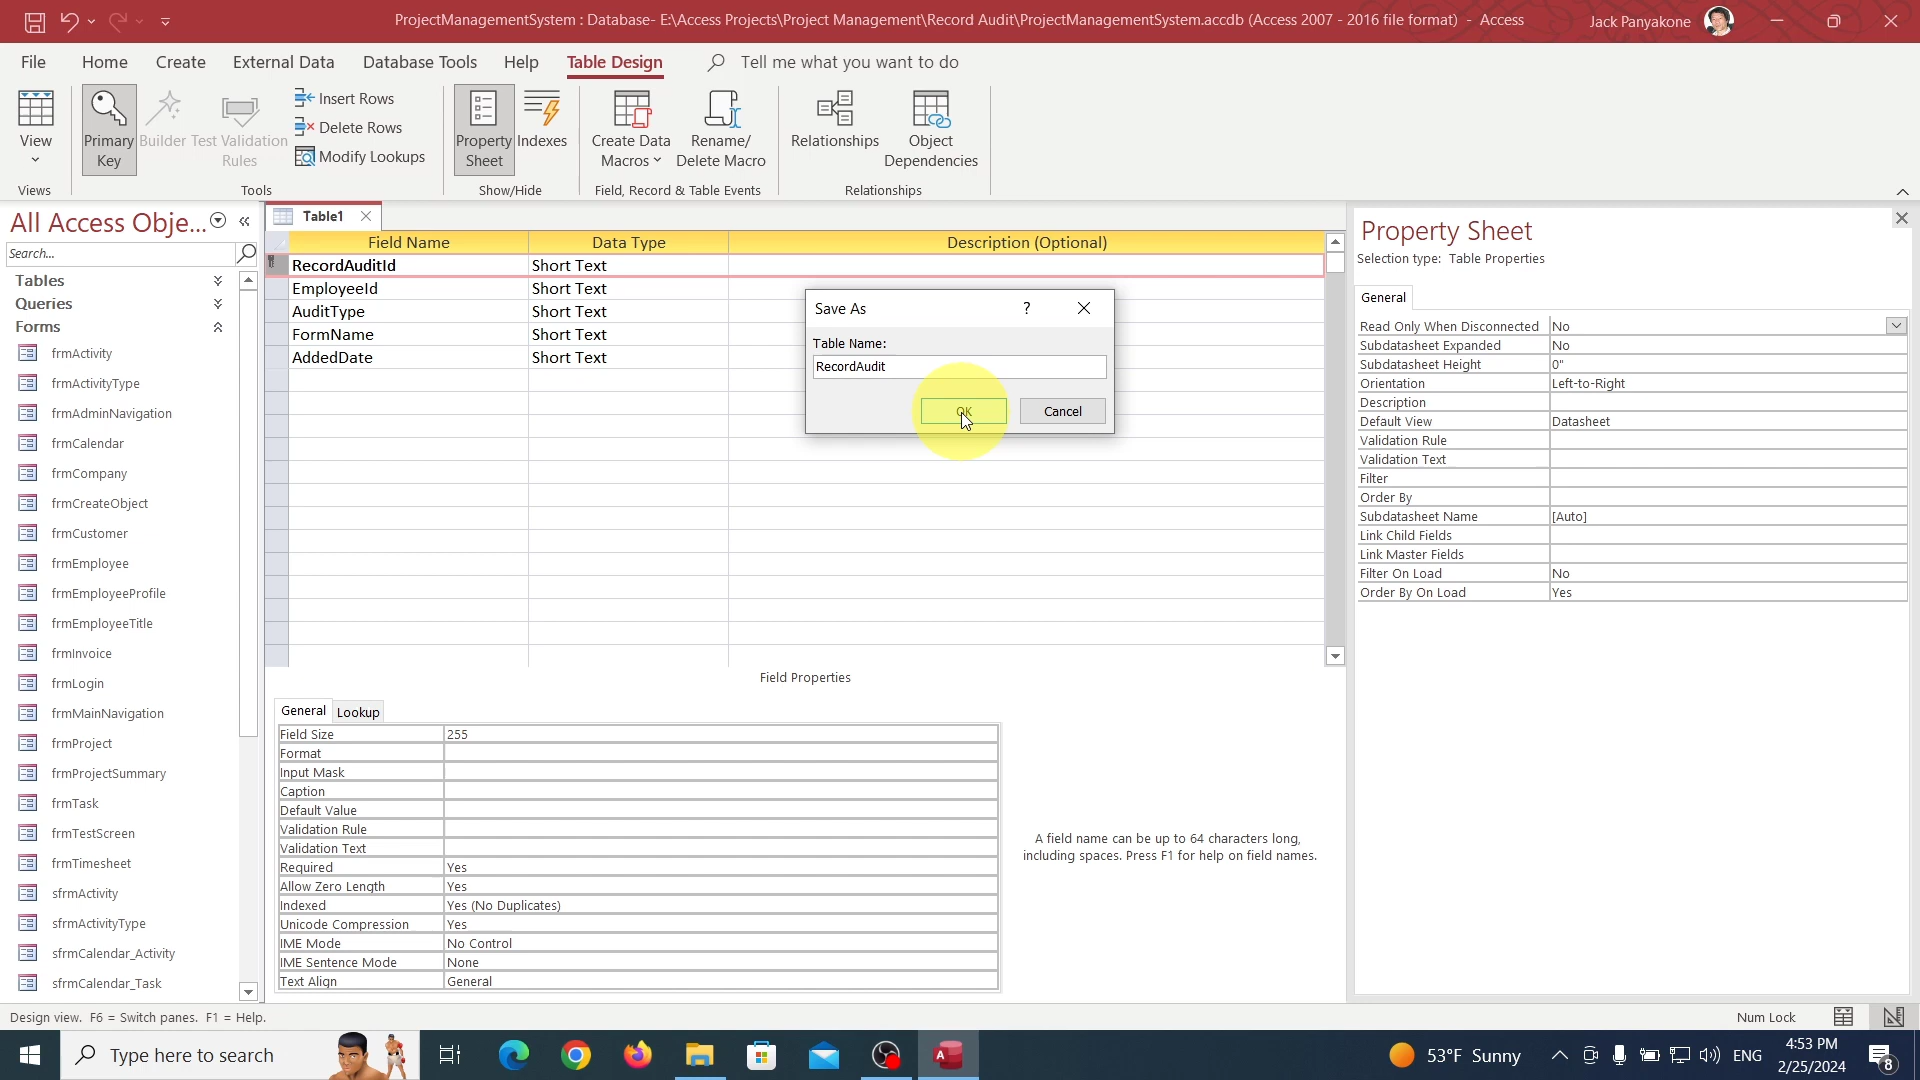 ProjectManagementSystem : Database- E:\Access Projects\Project Management\Record Audit\ProjectManagementSystem.accdb (Access 2007 - 2016 file format) - Access
Jack Panyakone
File Home Create External Data Database Tools Help Table Design Tell me what you want to do
View
Primary Key
Builder
Test Validation Rules
Insert Rows
Delete Rows
Modify Lookups
Property Sheet
Indexes
Create Data Macros
Rename/ Delete Macro
Relationships
Object Dependencies
Views
Tools
Show/Hide
Field, Record & Table Events
Relationships
All Access Obje...
Search...
Tables
Queries
Forms
frmActivity
frmActivityType
frmAdminNavigation
frmCalendar
frmCompany
frmCreateObject
frmCustomer
frmEmployee
frmEmployeeProfile
frmEmployeeTitle
frmInvoice
frmLogin
frmMainNavigation
frmProject
frmProjectSummary
frmTask
frmTestScreen
frmTimesheet
sfrmActivity
sfrmActivityType
sfrmCalendar_Activity
sfrmCalendar_Task
Table1
Field Name Data Type Description (Optional)
RecordAuditId Short Text
EmployeeId Short Text
AuditType Short Text
FormName Short Text
AddedDate Short Text
Save As
?
Table Name:
RecordAudit
OK Cancel
Field Properties
General Lookup
Field Size 255
Format
Input Mask
Caption
Default Value
Validation Rule
Validation Text
Required Yes
Allow Zero Length Yes
Indexed Yes (No Duplicates)
Unicode Compression Yes
IME Mode No Control
IME Sentence Mode None
Text Align General
A field name can be up to 64 characters long,
including spaces. Press F1 for help on field names.
Property Sheet
Selection type: Table Properties
General
Read Only When Disconnected No
Subdatasheet Expanded No
Subdatasheet Height 0"
Orientation Left-to-Right
Description
Default View Datasheet
Validation Rule
Validation Text
Filter
Order By
Subdatasheet Name [Auto]
Link Child Fields
Link Master Fields
Filter On Load No
Order By On Load Yes
Design view. F6 = Switch panes. F1 = Help.
Num Lock
Type here to search
53°F Sunny
ENG
4:53 PM
2/25/2024
8